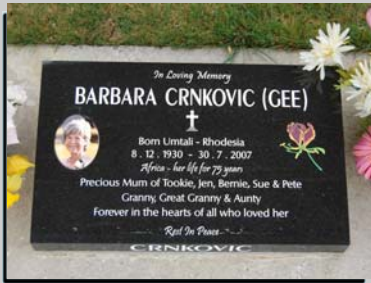 In Loving Memory
BARBARA CRNKOVIC (GEE)
Born Umtali - Rhodesia
8 . 12 . 1930 - 30 . 7 . 2007
Africa - her life for 75 years
Precious Mum of Tookie, Jen, Bernie, Sue & Pete
Granny, Great Granny & Aunty
Forever in the hearts of all who loved her
Rest In Peace
CRNKOVIC